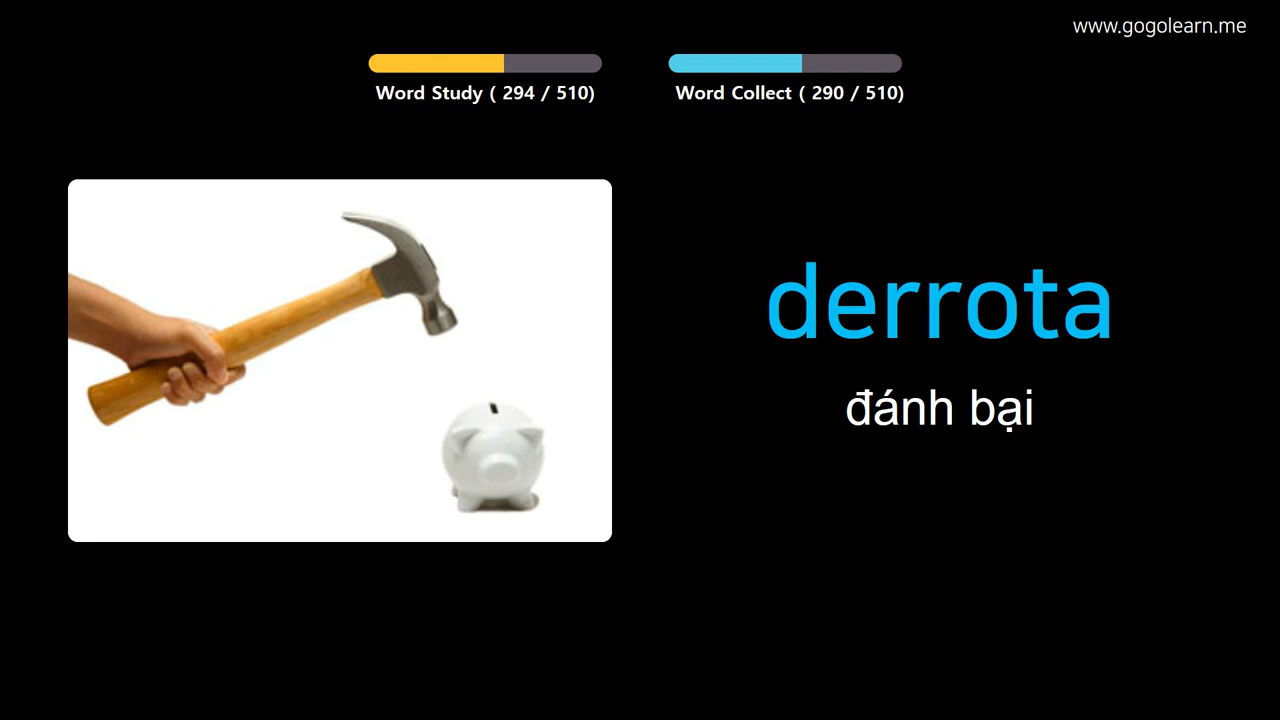 www.gogolearn.me
Word Study ( 294 / 510)
Word Collect ( 290 / 510)
derrota
đánh bại